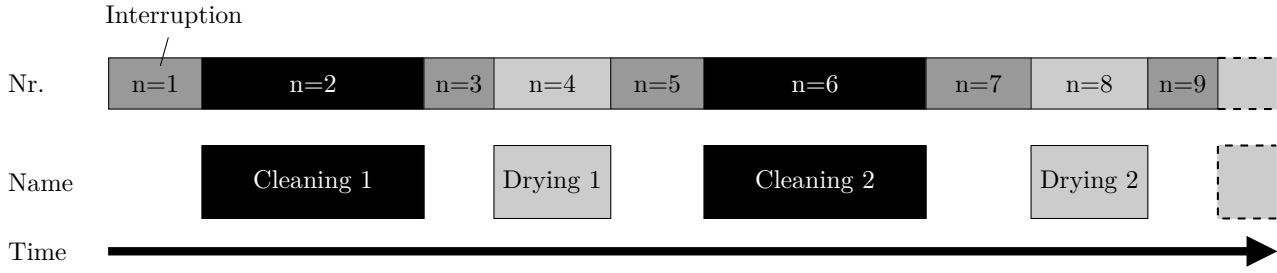 Interruption
Nr. n=1 n=2 n=3 n=4 n=5 n=6 n=7 n=8 n=9
Name Cleaning 1 Drying 1 Cleaning 2 Drying 2
Time